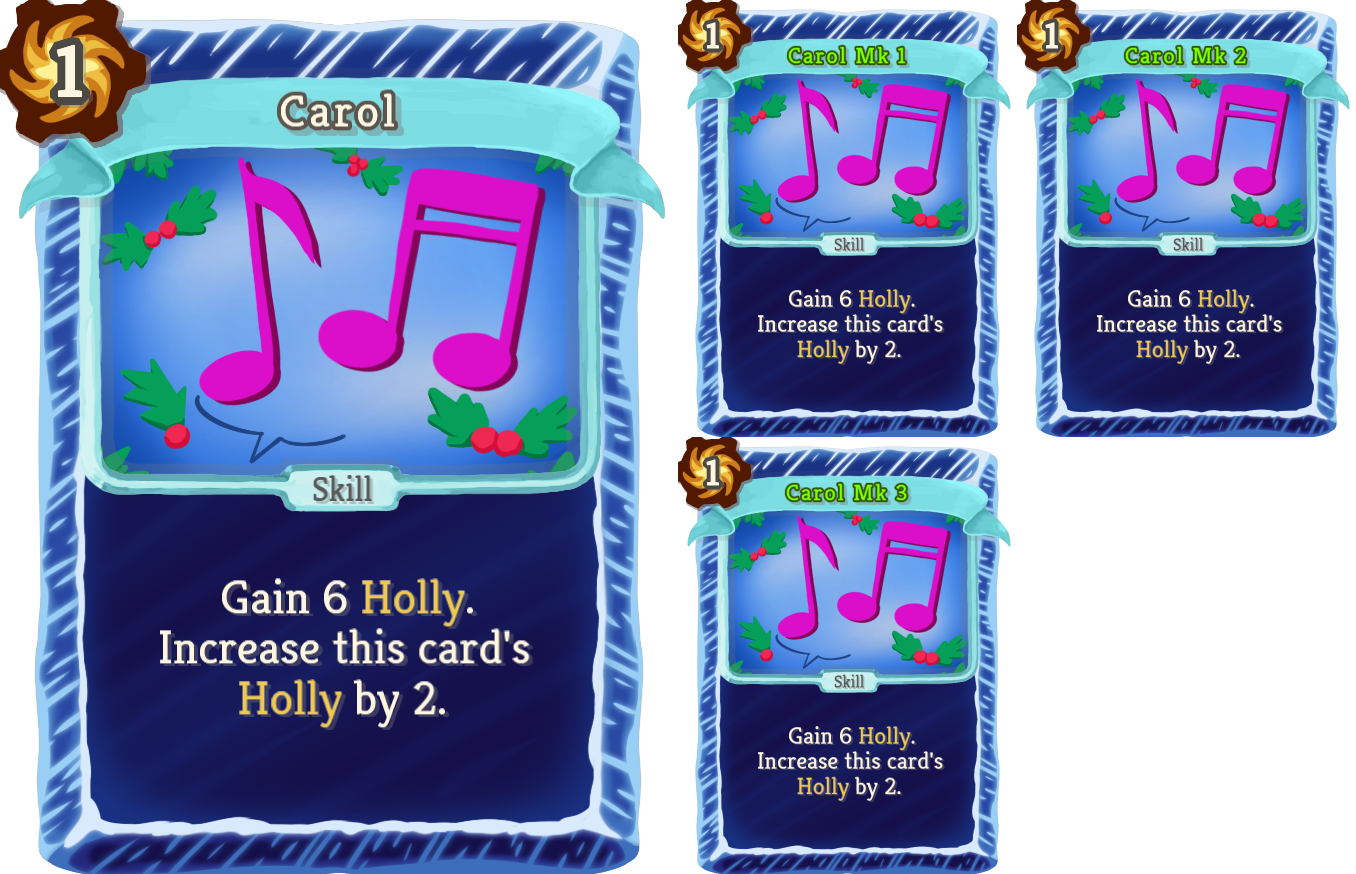 1
Carol
Skill
Gain 6 Holly.
Increase this card's
Holly by 2.
1
Carol Mk 1
Skill
Gain 6 Holly.
Increase this card's
Holly by 2.
1
Carol Mk 2
Skill
Gain 6 Holly.
Increase this card's
Holly by 2.
1
Carol Mk 3
Skill
Gain 6 Holly.
Increase this card's
Holly by 2.